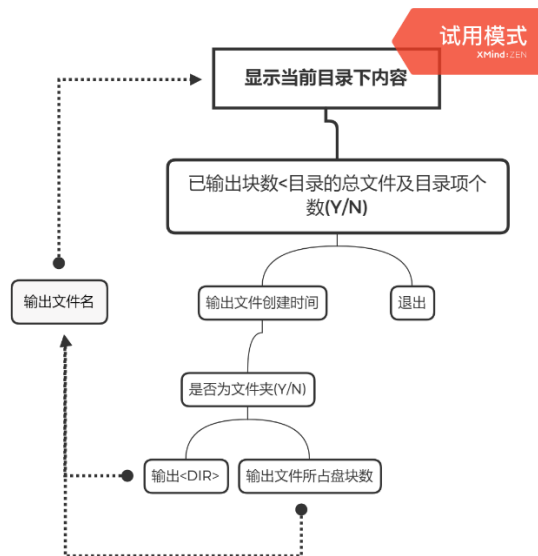 试用模式
XMind:ZEN
显示当前目录下内容
已输出块数<目录的总文件及目录项个
数(Y/N)
输出文件名
输出文件创建时间
退出
是否为文件夹(Y/N)
输出<DIR>
输出文件所占盘块数